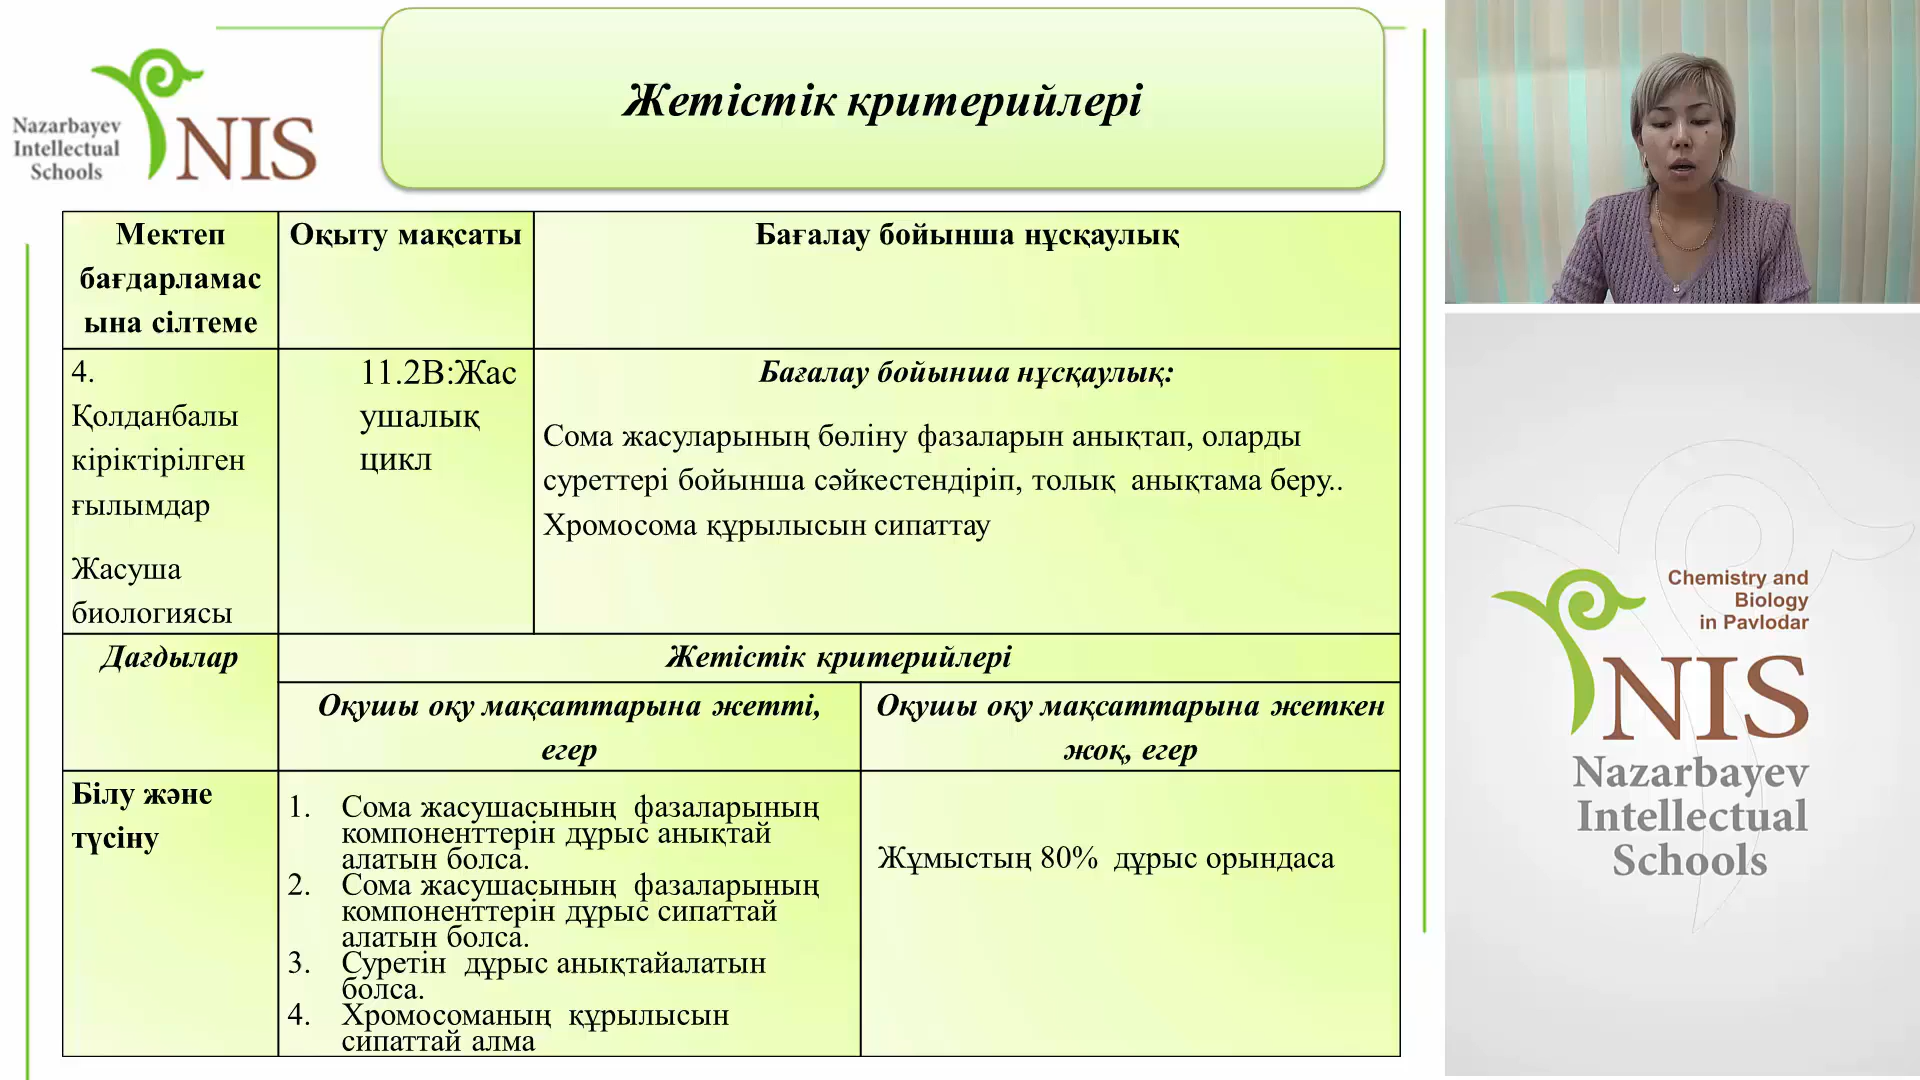 Жетістік критерийлері
Nazarbayev
Intellectual
Schools
NIS
Мектеп
бағдарламас
ына сілтеме
Оқыту мақсаты
Бағалау бойынша нұсқаулық
4.
Қолданбалы
кіріктірілген
ғылымдар
Жасуша
биологиясы
11.2В:Жас
ушалық
цикл
Бағалау бойынша нұсқаулық:
Сома жасуларының бөліну фазаларын анықтап, оларды
суреттері бойынша сәйкестендіріп, толық анықтама беру..
Хромосома құрылысын сипаттау
Дағдылар
Жетістік критерийлері
Оқушы оқу мақсаттарына жетті,
егер
Оқушы оқу мақсаттарына жеткен
жоқ, егер
Білу және
түсіну
1. Сома жасушасының фазаларының
компоненттерін дұрыс анықтай
алатын болса.
2. Сома жасушасының фазаларының
компоненттерін дұрыс сипаттай
алатын болса.
3. Суретін дұрыс анықтайалатын
болса.
4. Хромосоманың құрылысын
сипаттай алма
Жұмыстың 80% дұрыс орындаса
Chemistry and
Biology
in Pavlodar
NIS
Nazarbayev
Intellectual
Schools